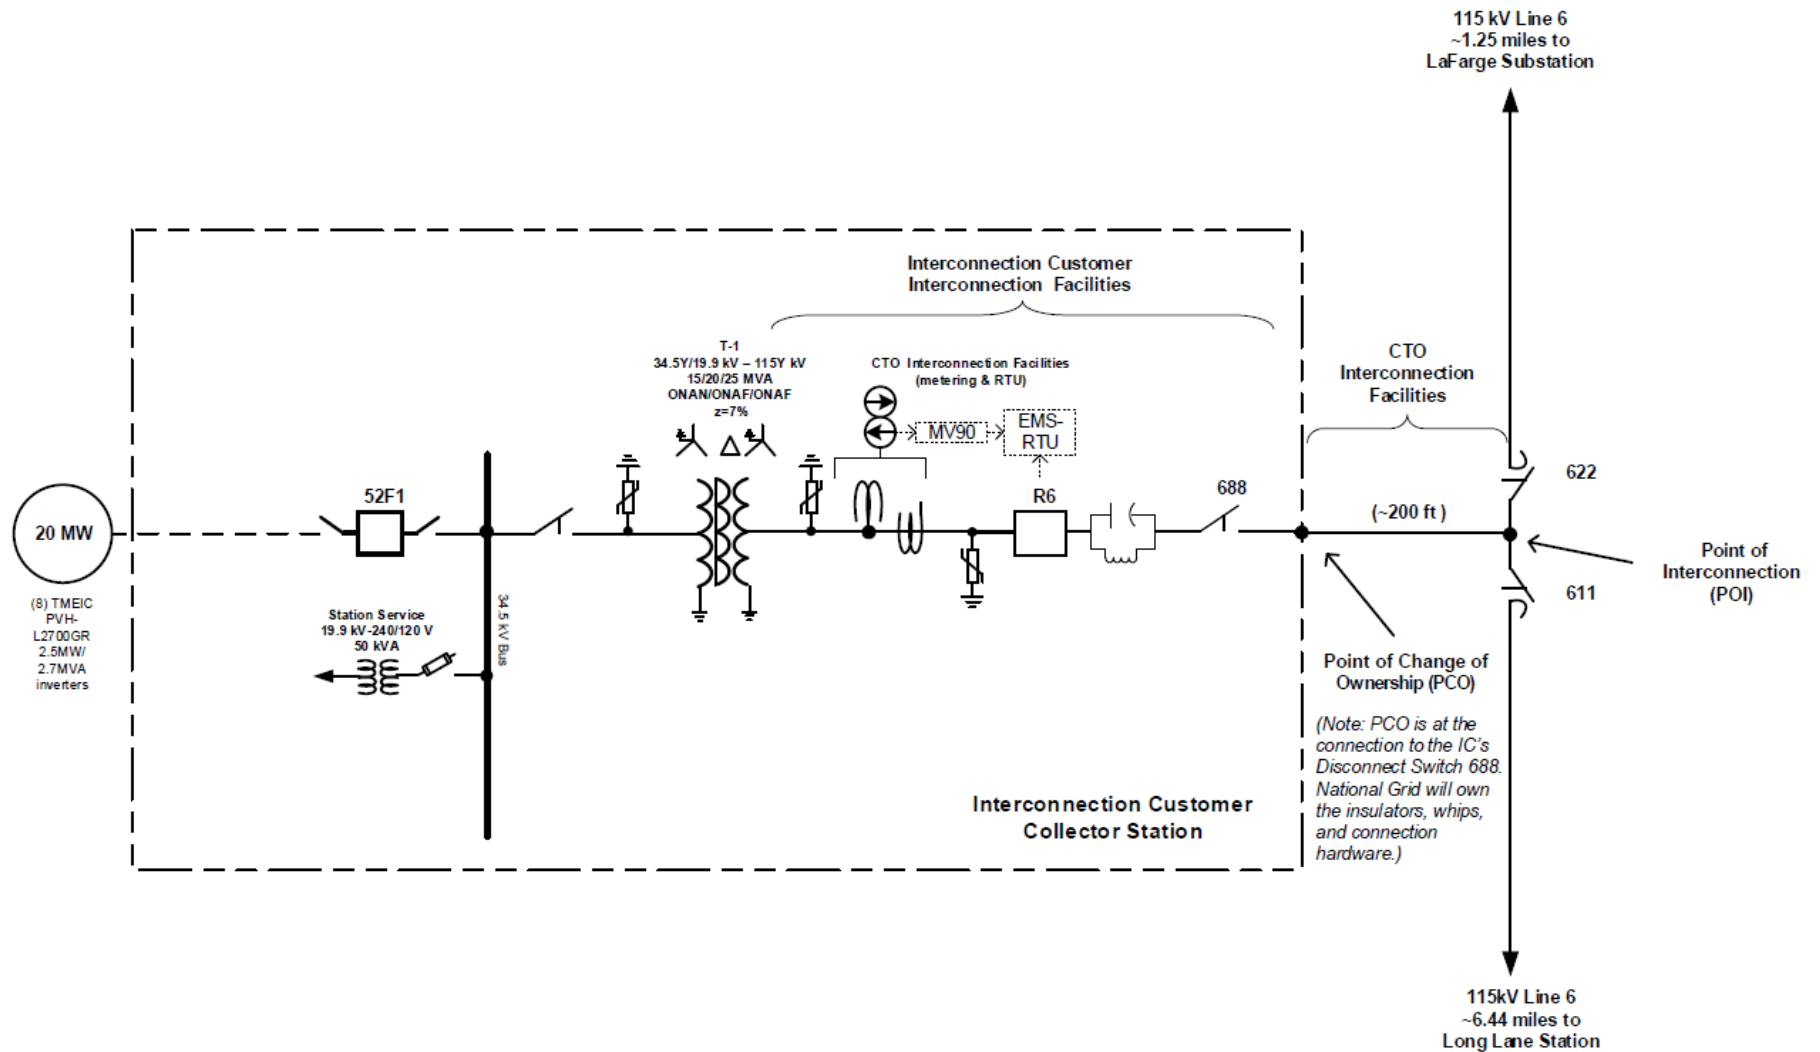 115 kV Line 6
~1.25 miles to
LaFarge Substation
Interconnection Customer
Interconnection Facilities
T-1
34.5Y/19.9 kV – 115Y kV
15/20/25 MVA
ONAN/ONAF/ONAF
z=7%
CTO Interconnection Facilities
(metering & RTU)
MV90
EMS-
RTU
CTO
Interconnection
Facilities
622
52F1
R6
688
(~200 ft )
20 MW
Point of
Interconnection
(POI)
611
(8) TMEIC
PVH-
L2700GR
2.5MW/
2.7MVA
inverters
Station Service
19.9 kV-240/120 V
50 kVA
34.5 kV Bus
Point of Change of
Ownership (PCO)
(Note: PCO is at the
connection to the IC's
Disconnect Switch 688.
National Grid will own
the insulators, whips,
and connection
hardware.)
Interconnection Customer
Collector Station
115kV Line 6
~6.44 miles to
Long Lane Station